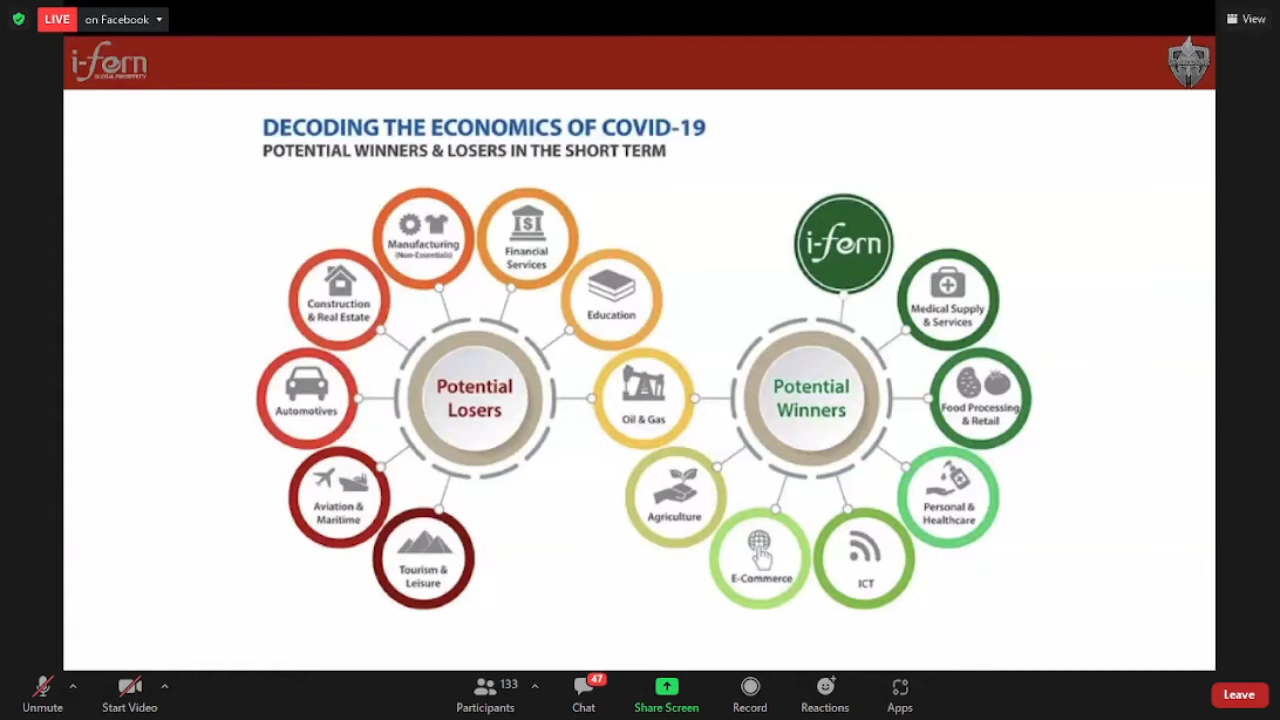 LIVE
on Facebook
View
i-fern
GLOBAL PROSPERITY
DECODING THE ECONOMICS OF COVID-19
POTENTIAL WINNERS & LOSERS IN THE SHORT TERM
Manufacturing
(Non-Essentials)
Financial
Services
Education
Construction
& Real Estate
Automotives
Aviation &
Maritime
Tourism &
Leisure
Potential
Losers
Oil & Gas
i-fern
Medical Supply
& Services
Food Processing
& Retail
Personal &
Healthcare
ICT
E-Commerce
Agriculture
Potential
Winners
Unmute
Start Video
133
Participants
47
Chat
Share Screen
Record
Reactions
Apps
Leave